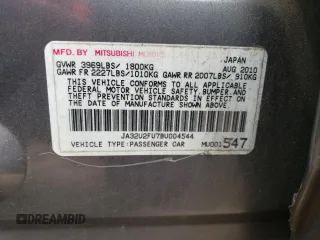 MFD. BY MITSUBISHI MOTORS JAPAN
GVWR 3969LBS/ 1800KG AUG 2010
GAWR FR 2227LBS/1010KG GAWR RR 2007LBS/ 910KG
THIS VEHICLE CONFORMS TO ALL APPLICABLE
FEDERAL MOTOR VEHICLE SAFETY,BUMPER,AND
THEFT PREVENTION STANDARDS IN EFFECT ON
THE DATE OF MANUFACTURE SHOWN ABOVE.
JA32U2FU7BU004544
VEHICLE TYPE:PASSENGER CAR MU001547
DREAMBID